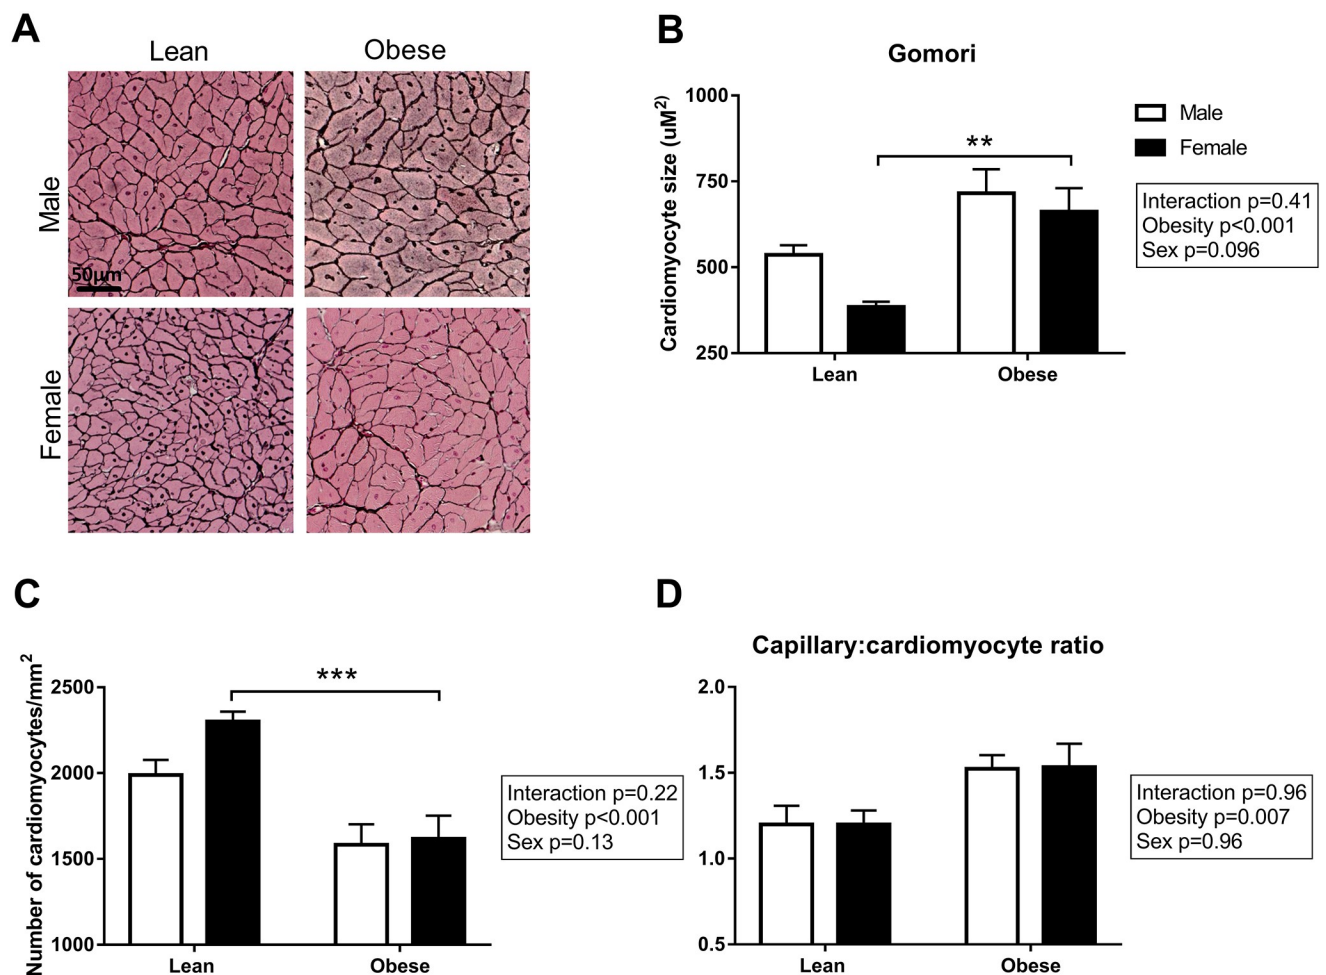 A
Lean
Obese
Male
50µm
Female
B
Gomori
Cardiomyocyte size (uM²)
1000
750
500
250
**
Lean
Obese
Male
Female
Interaction p=0.41
Obesity p<0.001
Sex p=0.096
C
Number of cardiomyocytes/mm²
2500
2000
1500
1000
***
Lean
Obese
Interaction p=0.22
Obesity p<0.001
Sex p=0.13
D
Capillary:cardiomyocyte ratio
2.0
1.5
1.0
0.5
Lean
Obese
Interaction p=0.96
Obesity p=0.007
Sex p=0.96